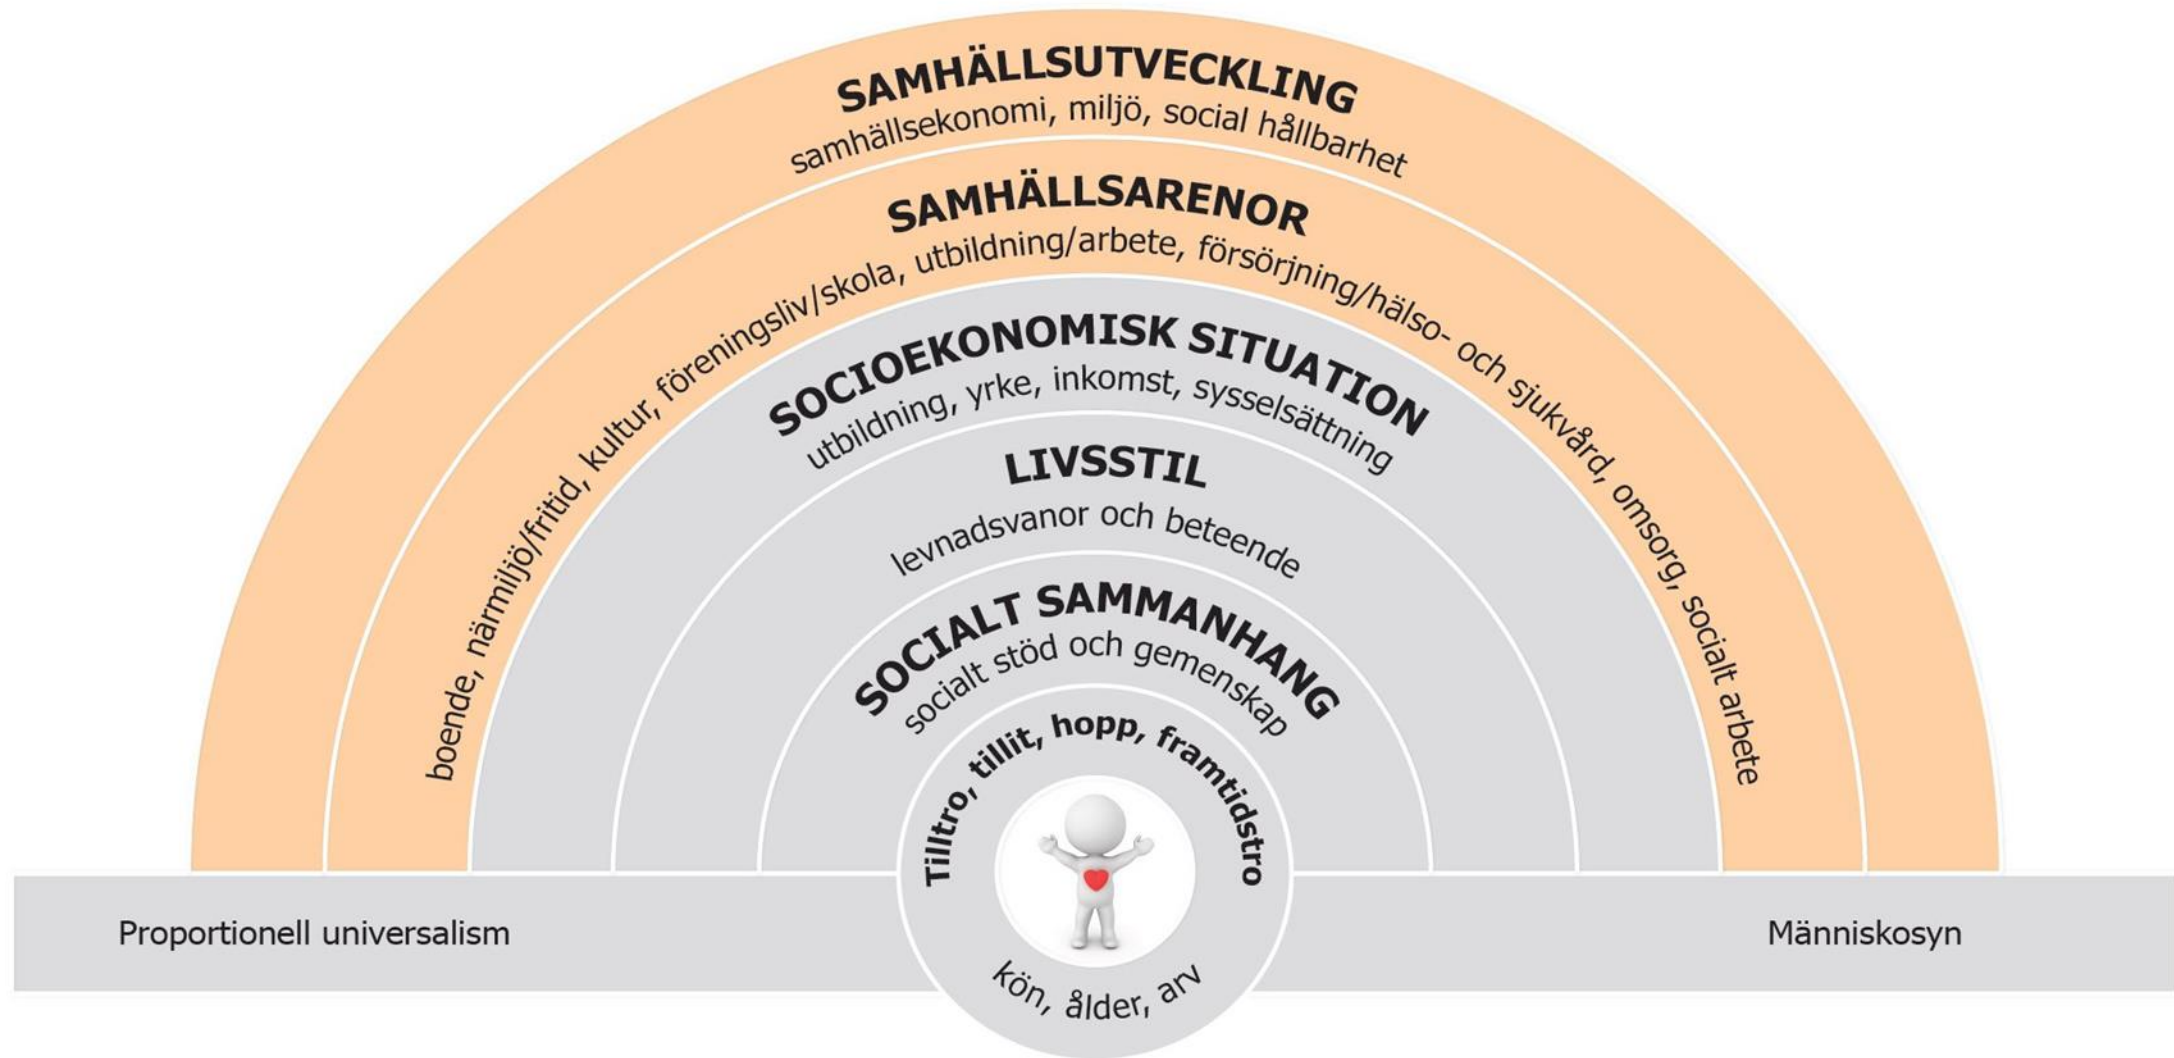 SAMHÄLLSUTVECKLING
samhällsekonomi, miljö, social hållbarhet
SAMHÄLLSARENOR
boende, närmiljö/fritid, kultur, föreningsliv/skola, utbildning/arbete, försörjning/hälso- och sjukvård, omsorg, socialt arbete
SOCIOEKONOMISK SITUATION
utbildning, yrke, inkomst, sysselsättning
LIVSSTIL
levnadsvanor och beteende
SOCIALT SAMMANHANG
socialt stöd och gemenskap
Tilltro, tillit, hopp, framtidstro
kön, ålder, arv
Proportionell universalism
Människosyn